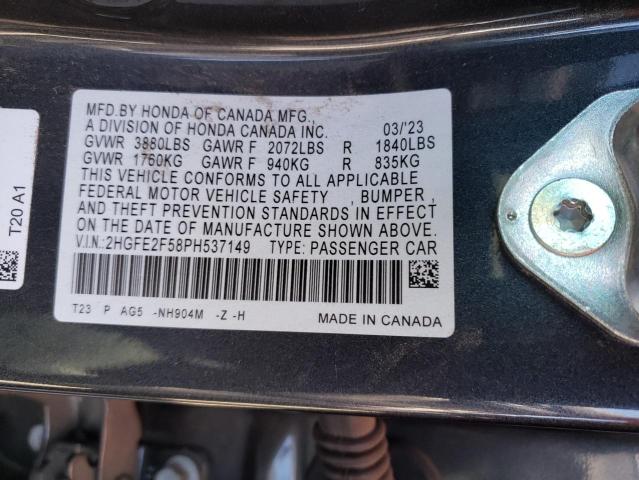 MFD.BY HONDA OF CANADA MFG.
A DIVISION OF HONDA CANADA INC. 03/'23
GVWR 3880LBS GAWR F 2072LBS R 1840LBS
GVWR 1760KG GAWR F 940KG R 835KG
THIS VEHICLE CONFORMS TO ALL APPLICABLE
FEDERAL MOTOR VEHICLE SAFETY , BUMPER ,
AND THEFT PREVENTION STANDARDS IN EFFECT
ON THE DATE OF MANUFACTURE SHOWN ABOVE.
V.I.N.: 2HGFE2F58PH537149 TYPE: PASSENGER CAR
T23 P AG5 -NH904M -Z -H
MADE IN CANADA
T20 A1